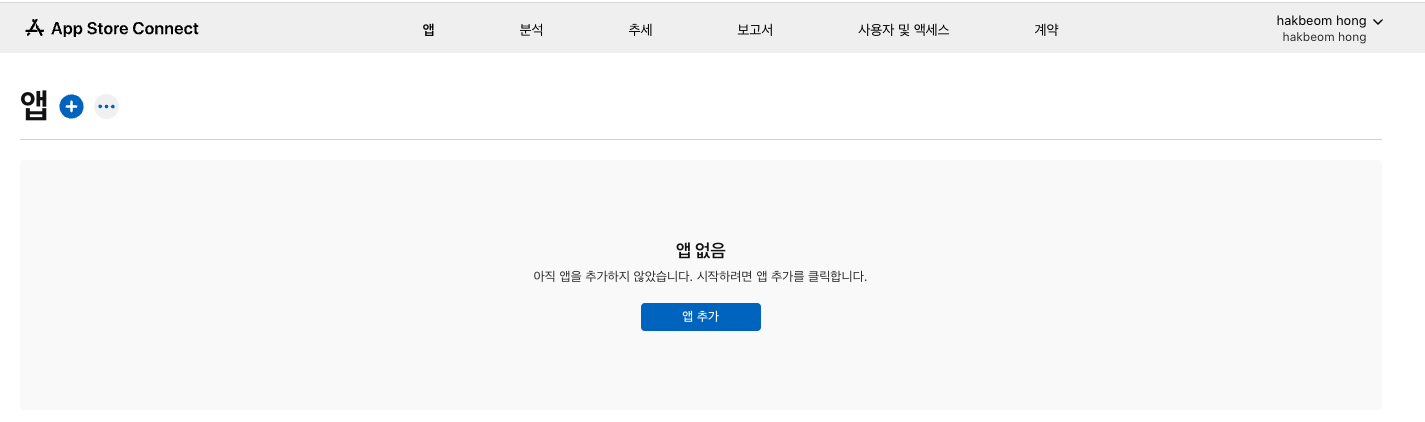 App Store Connect
앱
분석
추세
보고서
사용자 및 액세스
계약
hakbeom hong
hakbeom hong
앱
앱 없음
아직 앱을 추가하지 않았습니다. 시작하려면 앱 추가를 클릭합니다.
앱 추가